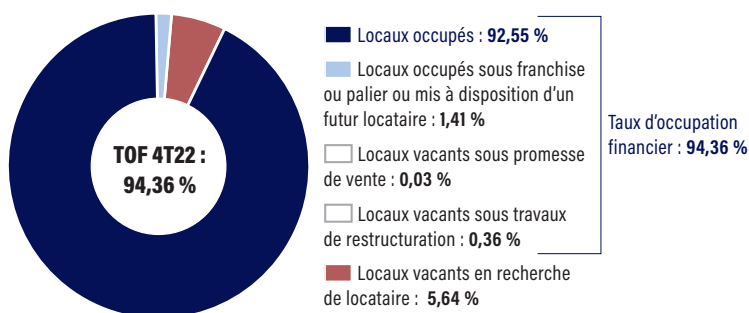 TOF 4T22 :
94,36 %
Locaux occupés : 92,55 %
Locaux occupés sous franchise
ou palier ou mis à disposition d'un
futur locataire : 1,41 %
Locaux vacants sous promesse
de vente : 0,03 %
Locaux vacants sous travaux
de restructuration : 0,36 %
Locaux vacants en recherche
de locataire : 5,64 %
Taux d'occupation
financier : 94,36 %